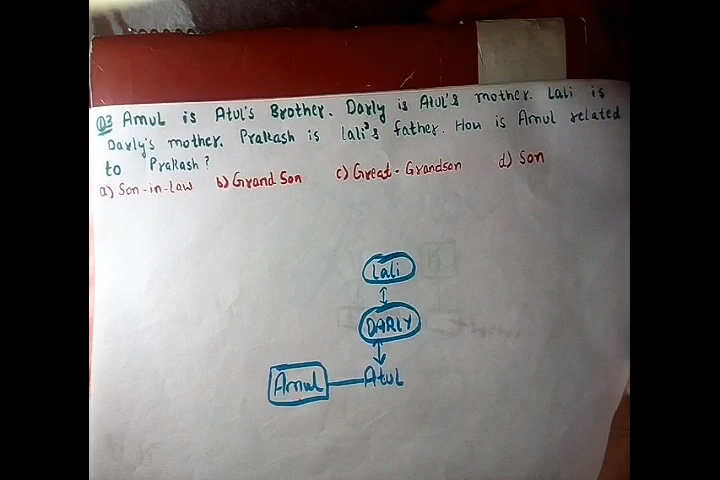 Q3 Amul is Atul's Brother. Darly is Atul's mother. Lali is
Darly's mother. Prakash is lali's father. How is Amul related
to Prakash?
a) Son-in-law b) Grand Son c) Great-Grandson d) Son
Lali
DARLY
Amul Atul